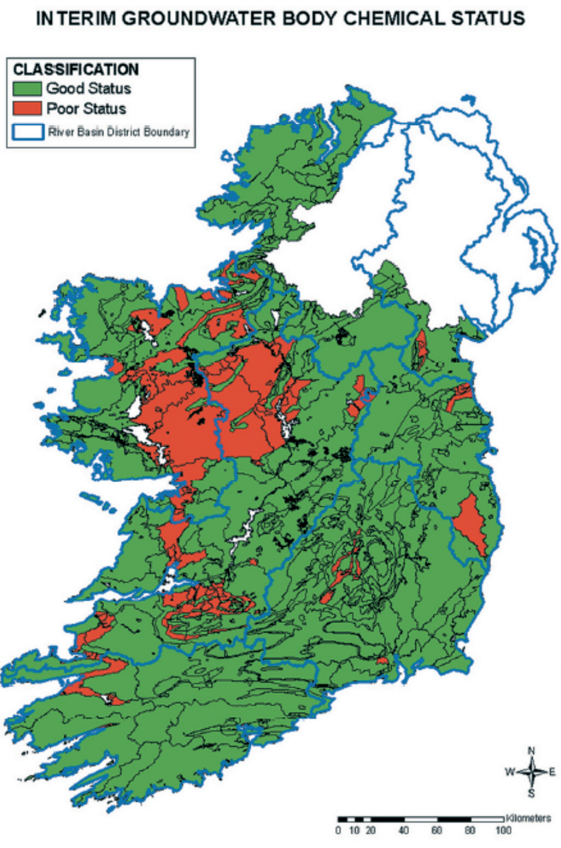 INTERIM GROUNDWATER BODY CHEMICAL STATUS
CLASSIFICATION
Good Status
Poor Status
River Basin District Boundary
N
W E
S
Kilometers
0 10 20 40 60 80 100